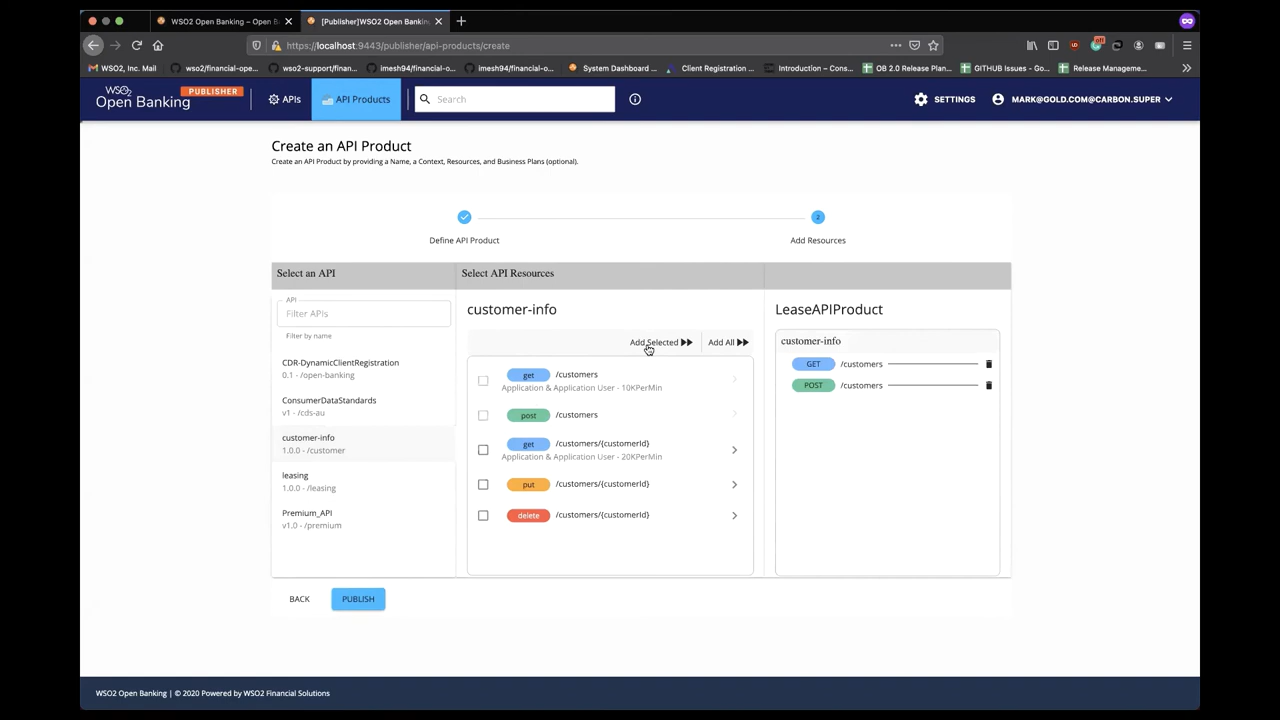 WSO2 Open Banking – Open B
[Publisher]WSO2 Open Banking
https://localhost:9443/publisher/api-products/create
WSO2, Inc. Mail
wso2/financial-ope...
wso2-support/finan...
imesh94/financial-o...
imesh94/financial-o...
System Dashboard ...
Client Registration ...
Introduction – Cons...
OB 2.0 Release Plan...
GITHUB Issues - Go...
Release Manageme...
WSO2
Open Banking
PUBLISHER
APIs
API Products
Search
SETTINGS
MARK@GOLD.COM@CARBON.SUPER
Create an API Product
Create an API Product by providing a Name, a Context, Resources, and Business Plans (optional).
2
Define API Product
Add Resources
Select an API
Select API Resources
API
Filter APIs
Filter by name
CDR-DynamicClientRegistration
0.1 - /open-banking
ConsumerDataStandards
v1 - /cds-au
customer-info
1.0.0 - /customer
leasing
1.0.0 - /leasing
Premium_API
v1.0 - /premium
customer-info
Add Selected
Add All
get /customers
Application & Application User - 10KPerMin
post /customers
get /customers/{customerId}
Application & Application User - 20KPerMin
put /customers/{customerId}
delete /customers/{customerId}
LeaseAPIProduct
customer-info
GET /customers
POST /customers
BACK
PUBLISH
WSO2 Open Banking | © 2020 Powered by WSO2 Financial Solutions